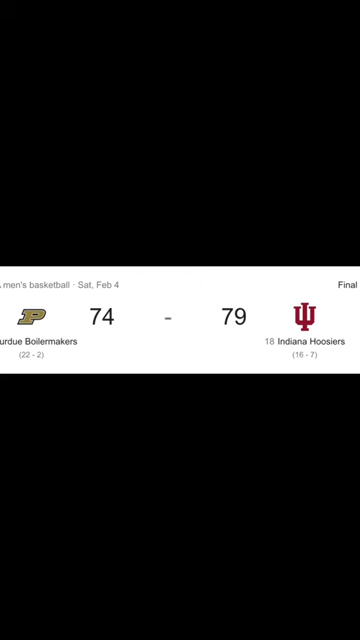 men's basketball · Sat, Feb 4
Final
74 - 79
urdue Boilermakers
18 Indiana Hoosiers
(22 - 2)
(16 - 7)